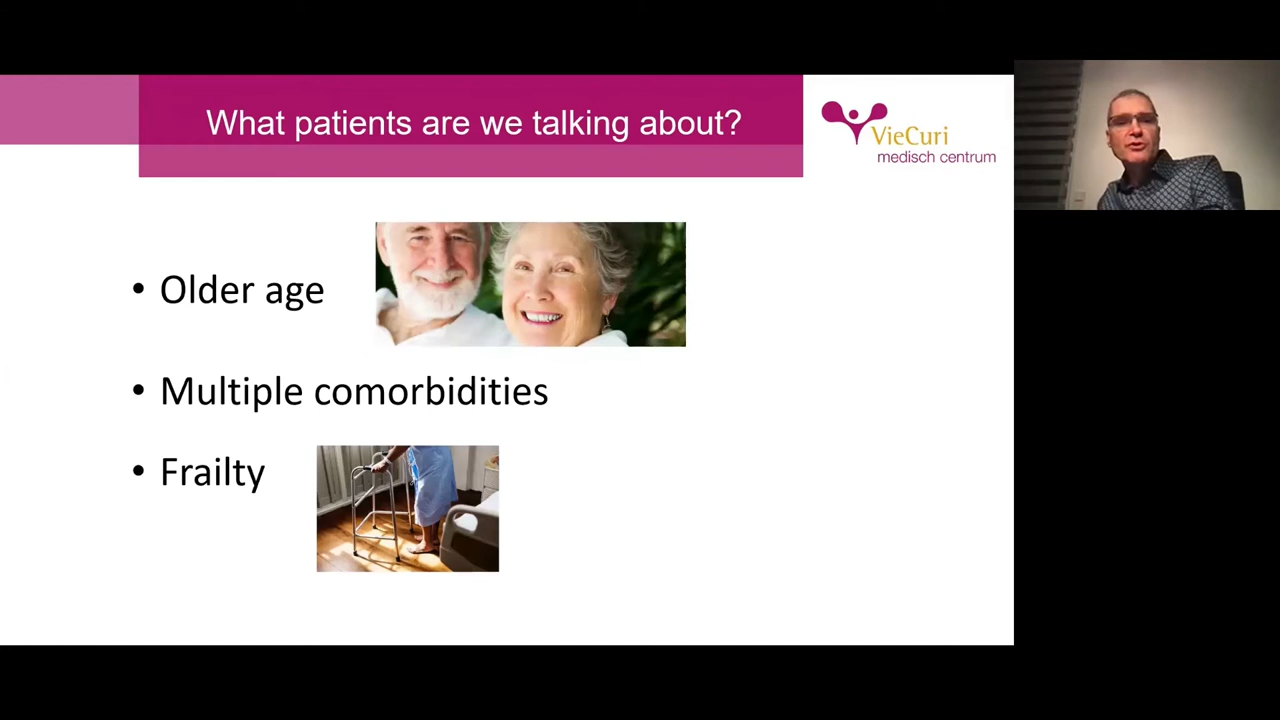 What patients are we talking about?
VieCuri
medisch centrum
• Older age
• Multiple comorbidities
• Frailty